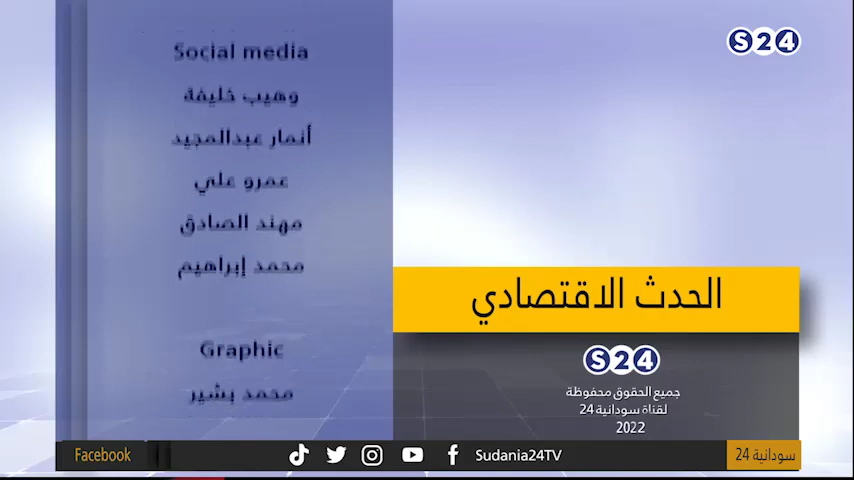 S24
Social media
وهيب خليفة
أنمار عبدالمجيد
عمرو علي
مهند الصادق
محمد إبراهيم
Graphic
محمد بشير
الحدث الاقتصادي
S24
جميع الحقوق محفوظة
لقناة سودانية 24
2022
Facebook
Sudania24TV
سودانية 24